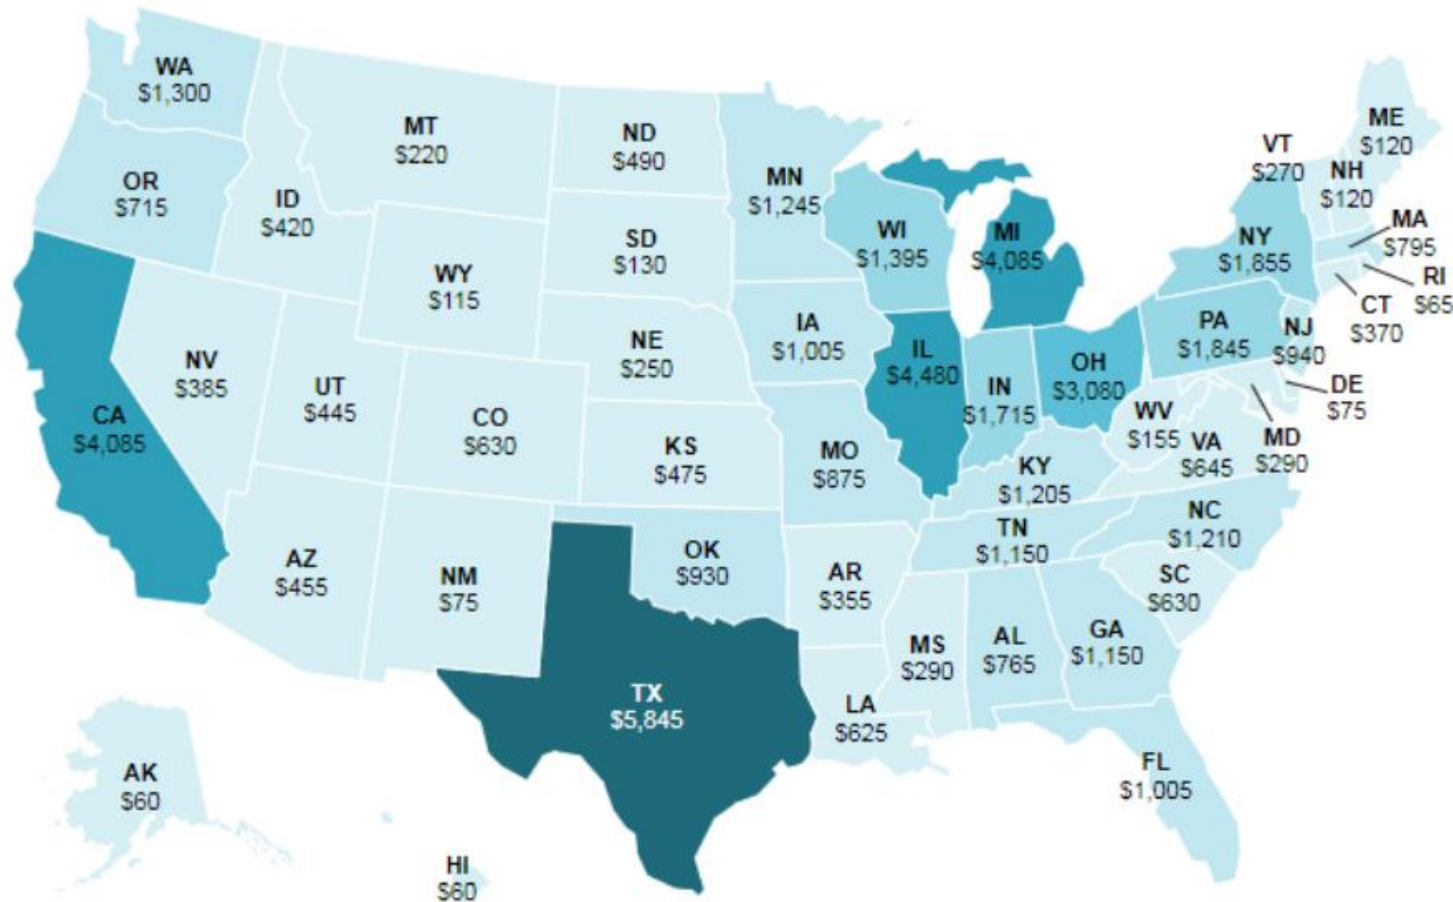 WA
$1,300
MT
$220
ND
$490
MN
$1,245
OR
$715
ID
$420
SD
$130
WY
$115
WI
$1,395
MI
$4,085
VT
$270
NH
$120
ME
$120
NY
$1,855
MA
$795
RI
$65
CT
$370
NV
$385
UT
$445
NE
$250
IA
$1,005
IL
$4,480
IN
$1,715
OH
$3,080
PA
$1,845
NJ
$940
DE
$75
MD
$290
CA
$4,085
CO
$630
KS
$475
MO
$875
KY
$1,205
WV
$155
VA
$645
NC
$1,210
AZ
$455
NM
$75
OK
$930
AR
$355
TN
$1,150
SC
$630
MS
$290
AL
$765
GA
$1,150
TX
$5,845
LA
$625
FL
$1,005
AK
$60
HI
$60